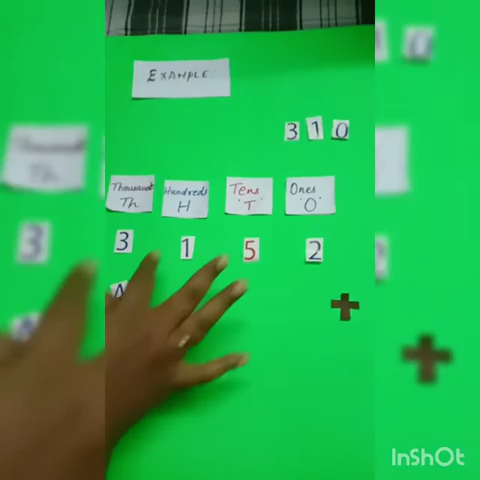 EXAMPLE
3 1 0
Thousand Hundreds Tens Ones
Th H "T" "O"
3 1 5 2
InShOt